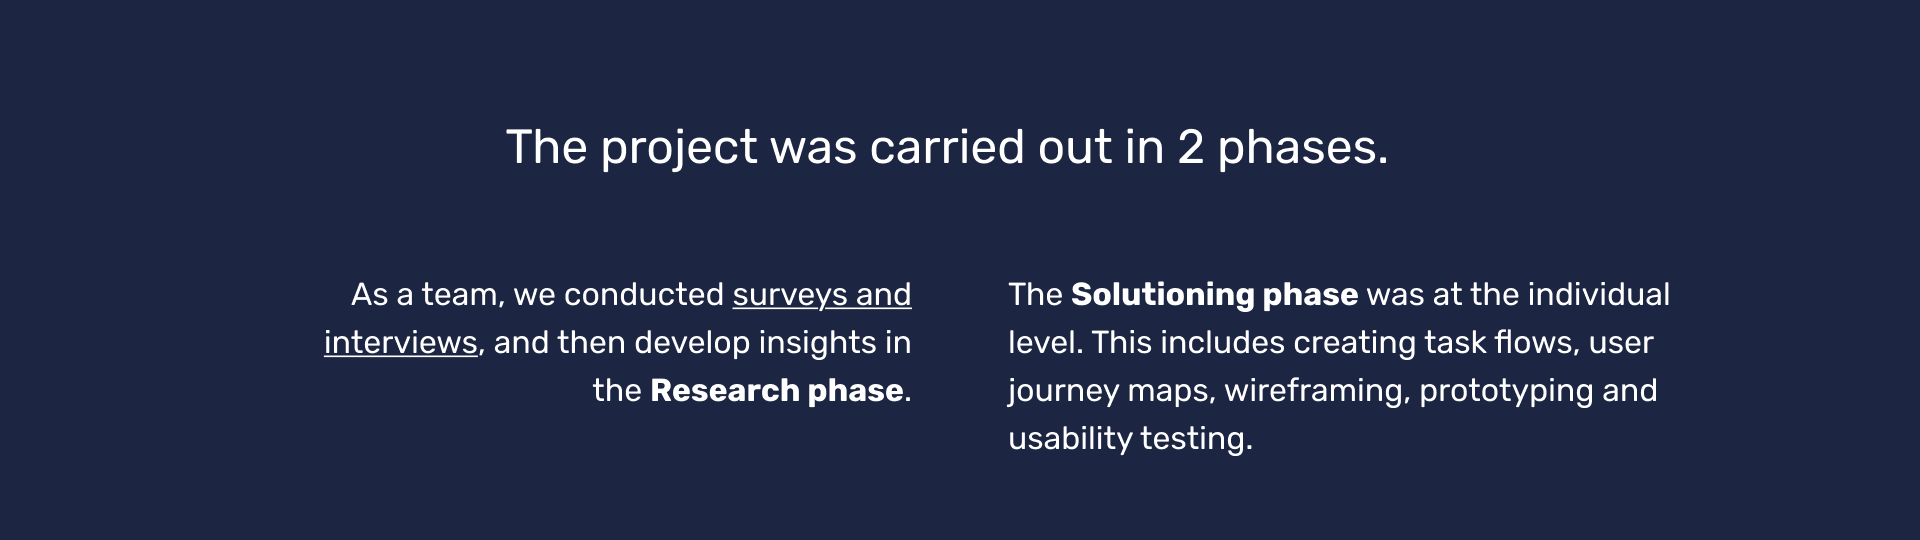 The project was carried out in 2 phases.
As a team, we conducted surveys and
interviews, and then develop insights in
the Research phase.
The Solutioning phase was at the individual
level. This includes creating task flows, user
journey maps, wireframing, prototyping and
usability testing.